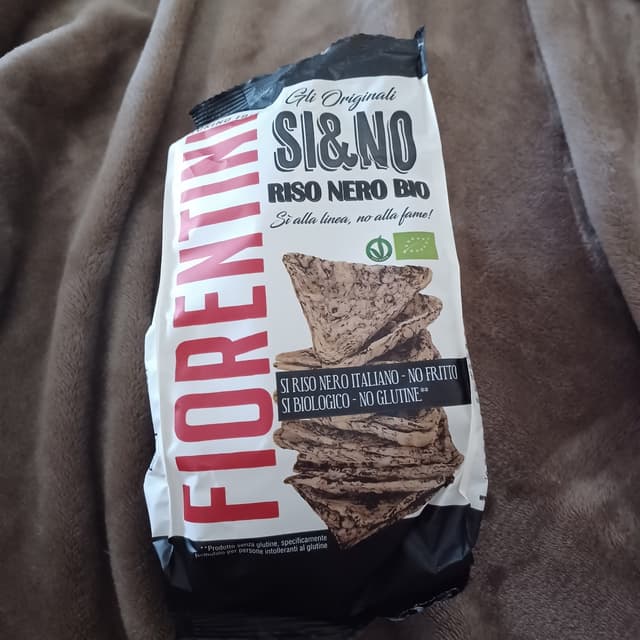 FIORENTINI
Gli Originali
SI&NO
RISO NERO BIO
Sì alla linea, no alla fame!
SI RISO NERO ITALIANO - NO FRITTO
SI BIOLOGICO - NO GLUTINE**
**Prodotto senza glutine, specificamente
formulato per persone intolleranti al glutine